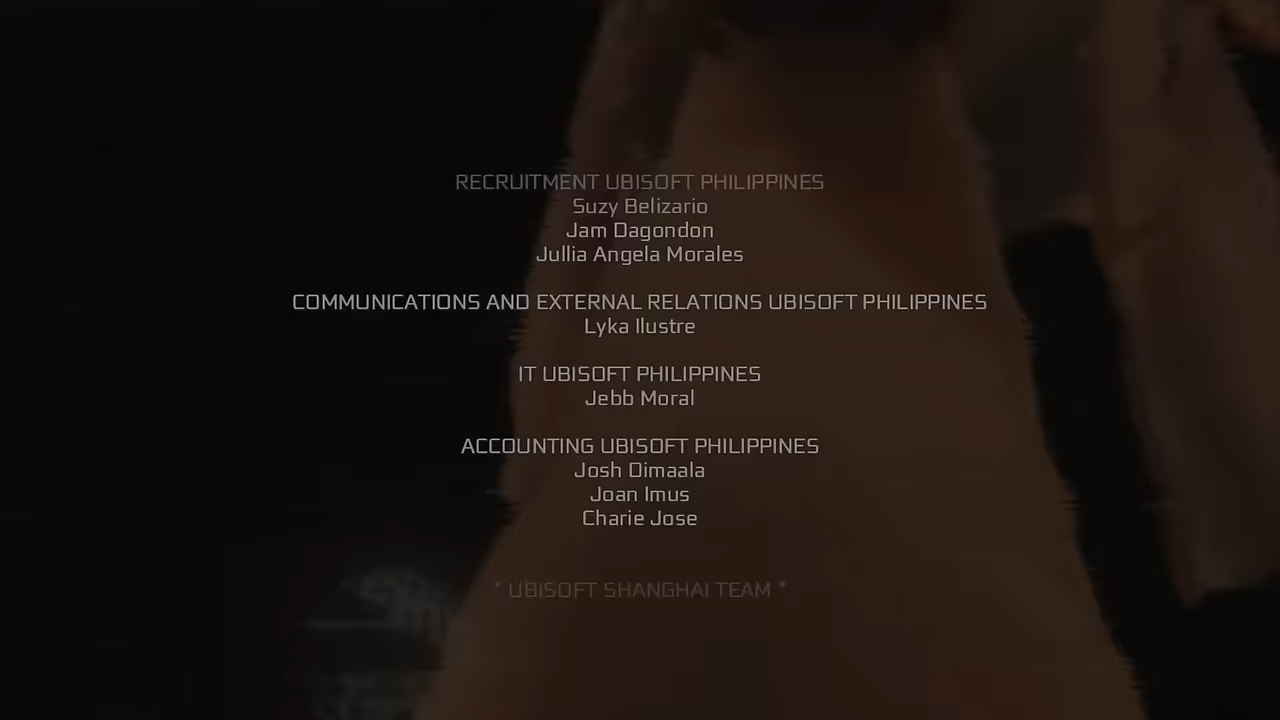 RECRUITMENT UBISOFT PHILIPPINES
Suzy Belizario
Jam Dagondon
Jullia Angela Morales
COMMUNICATIONS AND EXTERNAL RELATIONS UBISOFT PHILIPPINES
Lyka Ilustre
IT UBISOFT PHILIPPINES
Jebb Moral
ACCOUNTING UBISOFT PHILIPPINES
Josh Dimaala
Joan Imus
Charie Jose
* UBISOFT SHANGHAI TEAM *